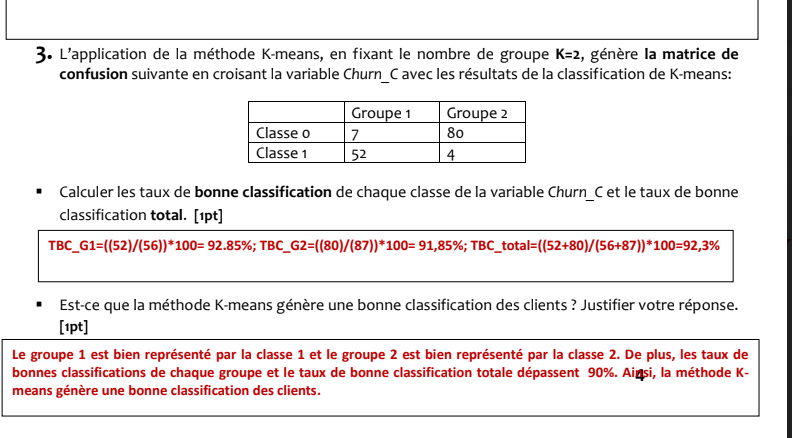 3. L’application de la méthode K-means, en fixant le nombre de groupe K=2, génère la matrice de
confusion suivante en croisant la variable Churn_C avec les résultats de la classification de K-means:
Groupe 1 Groupe 2
Classe 0 7 80
Classe 1 52 4
▪ Calculer les taux de bonne classification de chaque classe de la variable Churn_C et le taux de bonne
classification total. [1pt]
TBC_G1=((52)/(56))*100= 92.85%; TBC_G2=((80)/(87))*100= 91,85%; TBC_total=((52+80)/(56+87))*100=92,3%
▪ Est-ce que la méthode K-means génère une bonne classification des clients ? Justifier votre réponse.
[1pt]
Le groupe 1 est bien représenté par la classe 1 et le groupe 2 est bien représenté par la classe 2. De plus, les taux de
bonnes classifications de chaque groupe et le taux de bonne classification totale dépassent 90%. Ainsi, la méthode K-
means génère une bonne classification des clients.
4